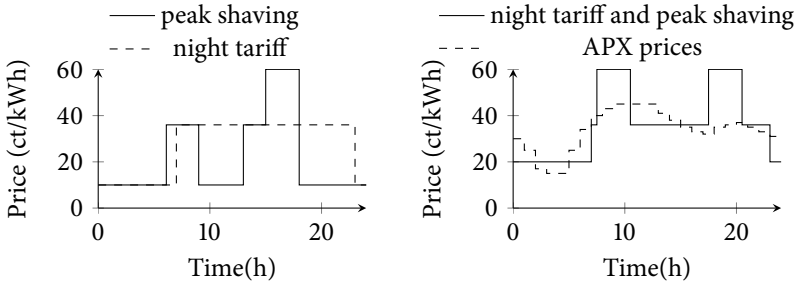 peak shaving
night tariff
Price (ct/kWh)
60
40
20
0
0
10
20
Time(h)
night tariff and peak shaving
APX prices
Price (ct/kWh)
60
40
20
0
0
10
20
Time(h)